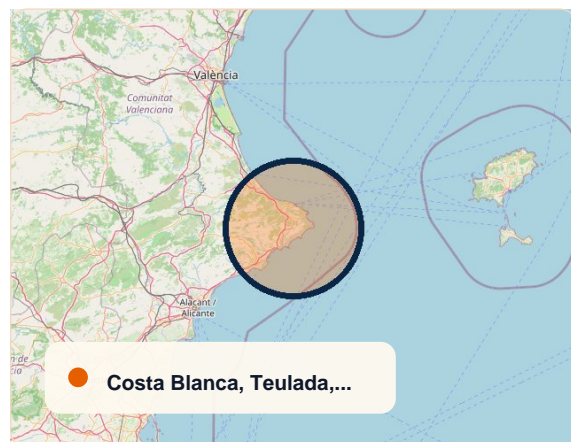 València
Comunitat
Valenciana
Alacant /
Alicante
Costa Blanca, Teulada,...